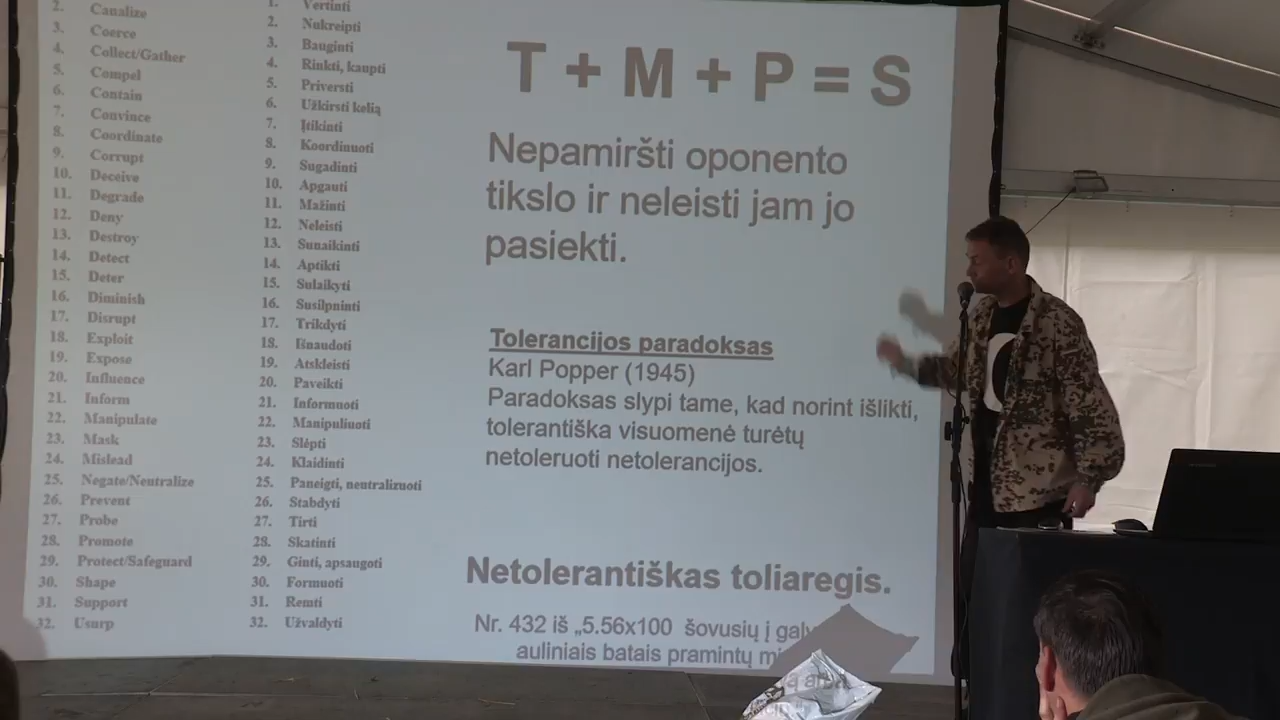 2. Canalize
3. Coerce
4. Collect/Gather
5. Compel
6. Contain
7. Convince
8. Coordinate
9. Corrupt
10. Deceive
11. Degrade
12. Deny
13. Destroy
14. Detect
15. Deter
16. Diminish
17. Disrupt
18. Exploit
19. Expose
20. Influence
21. Inform
22. Manipulate
23. Mask
24. Mislead
25. Negate/Neutralize
26. Prevent
27. Probe
28. Promote
29. Protect/Safeguard
30. Shape
31. Support
32. Usurp
1. Vertinti
2. Nukreipti
3. Bauginti
4. Rinkti, kaupti
5. Priversti
6. Užkirsti kelią
7. Įtikinti
8. Koordinuoti
9. Sugadinti
10. Apgauti
11. Mažinti
12. Neleisti
13. Sunaikinti
14. Aptikti
15. Sulaikyti
16. Susilpninti
17. Trikdyti
18. Išnaudoti
19. Atskleisti
20. Paveikti
21. Informuoti
22. Manipuliuoti
23. Slėpti
24. Klaidinti
25. Paneigti, neutralizuoti
26. Stabdyti
27. Tirti
28. Skatinti
29. Ginti, apsaugoti
30. Formuoti
31. Remti
32. Užvaldyti
T + M + P = S
Nepamiršti oponento
tikslo ir neleisti jam jo
pasiekti.
Tolerancijos paradoksas
Karl Popper (1945)
Paradoksas slypi tame, kad norint išlikti,
tolerantiška visuomenė turėtų
netoleruoti netolerancijos.
Netolerantiškas toliaregis.
Nr. 432 iš „5.56x100 šovusių į
auliniais batais pramintų